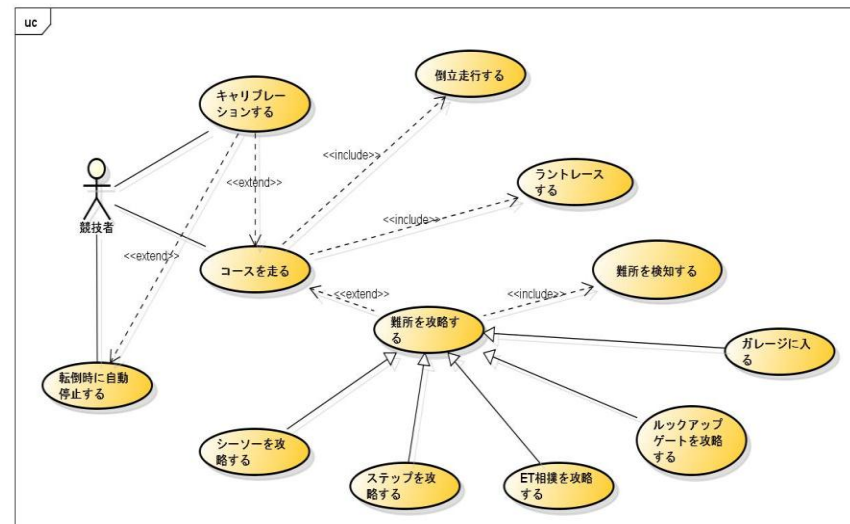 uc
倒立走行する
キャリブレー
ションする
<<include>>
ラントレース
する
<<extend>>
競技者
<<include>>
<<extend>>
コースを走る
難所を検知する
<<extend>>
<<include>>
難所を攻略す
る
ガレージに入
る
転倒時に自動
停止する
ルックアップ
ゲートを攻略
する
シーソーを攻
略する
ステップを攻
略する
ET相撲を攻略
する